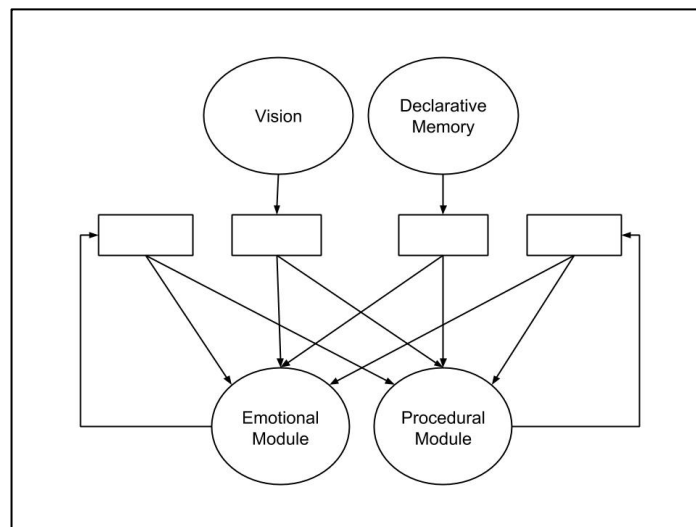 Vision
Declarative
Memory
Emotional
Module
Procedural
Module